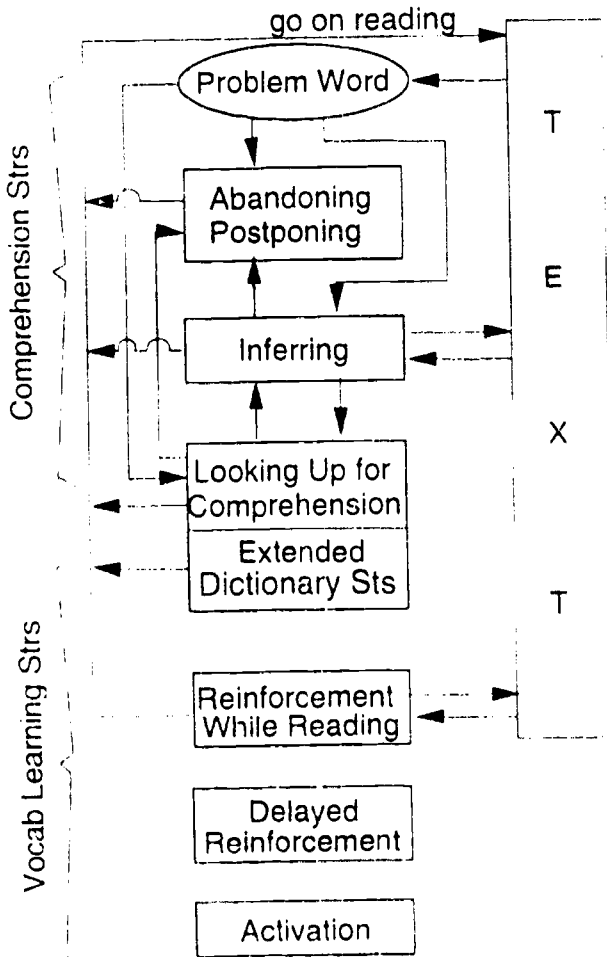 go on reading
Problem Word
Abandoning
Postponing
Inferring
Looking Up for
Comprehension
Extended
Dictionary Sts
Reinforcement
While Reading
Delayed
Reinforcement
Activation
Comprehension Strs
Vocab Learning Strs
T
E
X
T